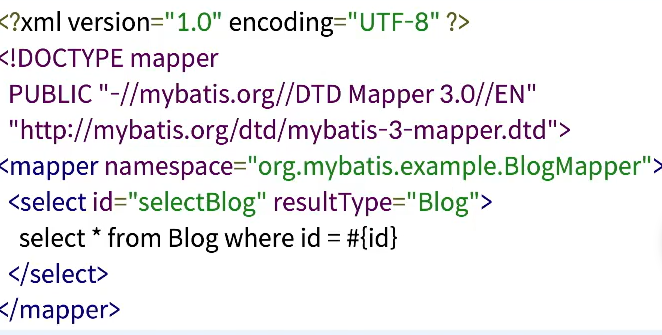 <?xml version="1.0" encoding="UTF-8" ?>
<!DOCTYPE mapper
PUBLIC "-//mybatis.org//DTD Mapper 3.0//EN"
"http://mybatis.org/dtd/mybatis-3-mapper.dtd">
<mapper namespace="org.mybatis.example.BlogMapper">
<select id="selectBlog" resultType="Blog">
select * from Blog where id = #{id}
</select>
</mapper>